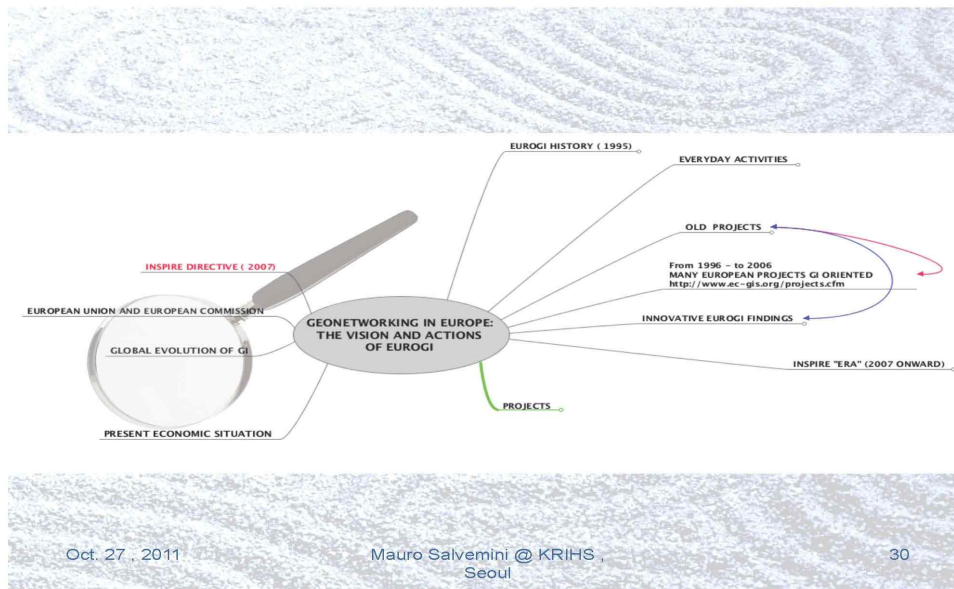 EUROGI HISTORY ( 1995)
EVERYDAY ACTIVITIES
OLD PROJECTS
From 1996 - to 2006
MANY EUROPEAN PROJECTS GI ORIENTED
http://www.ec-gis.org/projects.cfm
INNOVATIVE EUROGI FINDINGS
INSPIRE "ERA" (2007 ONWARD)
PROJECTS
INSPIRE DIRECTIVE ( 2007)
EUROPEAN UNION AND EUROPEAN COMMISSION
GLOBAL EVOLUTION OF GI
PRESENT ECONOMIC SITUATION
GEONETWORKING IN EUROPE:
THE VISION AND ACTIONS
OF EUROGI
Oct. 27 , 2011
Mauro Salvemini @ KRIHS ,
Seoul
30